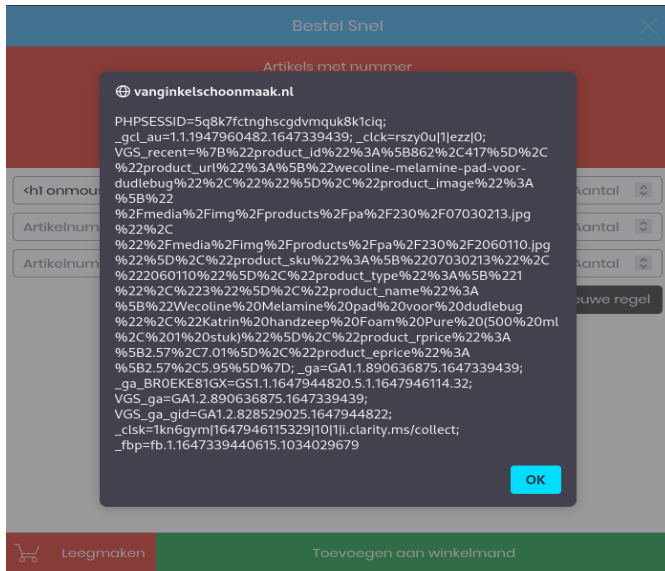 Bestel Snel
Artikels met nummer
vanginkelschoonmaak.nl
PHPSESSID=5q8k7fctnghscgdvmquk8k1ciq;
_gcl_au=1.1.1947960482.1647339439; _clck=rszy0u|1|ezz|0;
VGS_recent=%7B%22product_id%22%3A%5B862%2C417%5D%2C
%22product_url%22%3A%5B%22wecoline-melamine-pad-voor-
dudlebug%22%2C%22%22%5D%2C%22product_image%22%3A
%5B%22
%2Fmedia%2Fimg%2Fproducts%2Fpa%2F230%2F07030213.jpg
%22%2C
%22%2Fmedia%2Fimg%2Fproducts%2Fpa%2F230%2F2060110.jpg
%22%5D%2C%22product_sku%22%3A%5B%2207030213%22%2C
%222060110%22%5D%2C%22product_type%22%3A%5B%221
%22%2C%223%22%5D%2C%22product_name%22%3A
%5B%22Wecoline%20Melamine%20pad%20voor%20dudlebug
%22%2C%22Katrin%20handzeep%20Foam%20Pure%20(500%20ml
%2C%201%20stuk)%22%5D%2C%22product_rprice%22%3A
%5B2.57%2C7.01%5D%2C%22product_eprice%22%3A
%5B2.57%2C5.95%5D%7D; _ga=GA1.1.890636875.1647339439;
_ga_BR0EKE81GX=GS1.1.1647944820.5.1.1647946114.32;
VGS_ga=GA1.2.890636875.1647339439;
VGS_ga_gid=GA1.2.828529025.1647944822;
_clsk=1kn6gym|1647946115329|10|1|i.clarity.ms/collect;
_fbp=fb.1.1647339440615.1034029679
OK
<h1 onmou Aantal
Artikelnum Aantal
Artikelnum Aantal
euwe regel
Leegmaken Toevoegen aan winkelmand